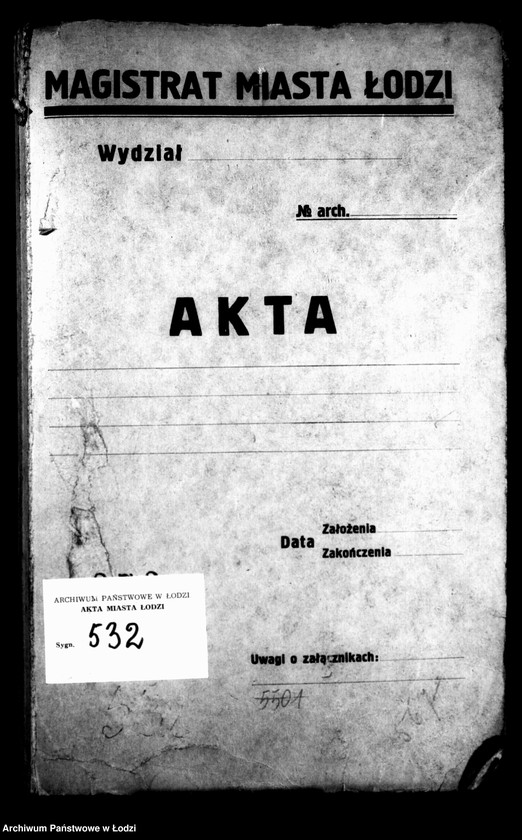 MAGISTRAT MIASTA ŁODZI
Wydział
№ arch.
AKTA
Data Założenia
Zakończenia
ARCHIWUM PAŃSTWOWE W ŁODZI
AKTA MIASTA ŁODZI
Sygn. 532
Uwagi o załącznikach:
5501
Archiwum Państwowe w Łodzi